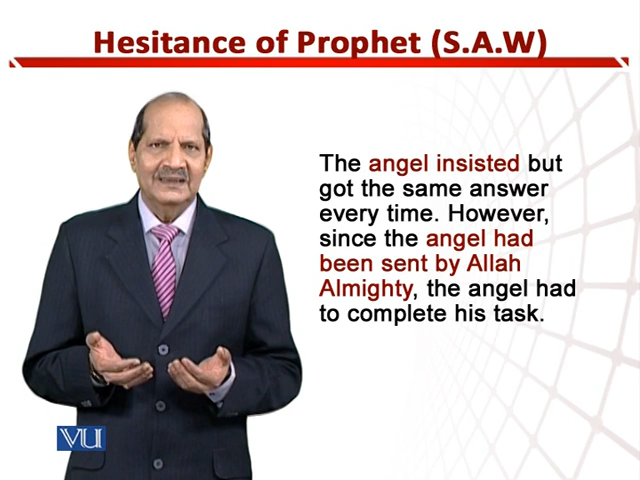 Hesitance of Prophet (S.A.W)
The angel insisted but
got the same answer
every time. However,
since the angel had
been sent by Allah
Almighty, the angel had
to complete his task.
VU